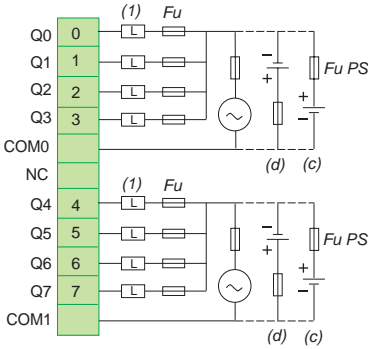 (1) Fu
Q0 0 L
Q1 1 L
Fu PS
Q2 2 L
Q3 3 L
COM0
(d) (c)
NC
(1) Fu
Q4 4 L
Q5 5 L
Fu PS
Q6 6 L
Q7 7 L
COM1
(d) (c)